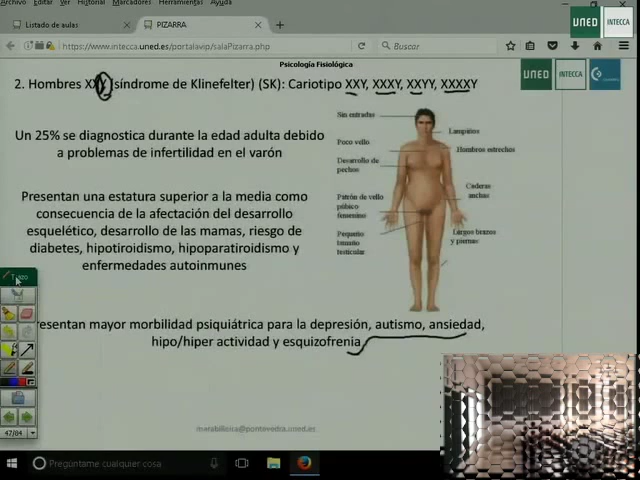 Editar Ver Historial Marcadores Herramientas Ayuda
Listado de aulas
PIZARRA
https://www.intecca.uned.es/portalavip/salaPizarra.php
Buscar
UNED INTECCA
Psicología Fisiológica
UNED INTECCA
2. Hombres XXY (síndrome de Klinefelter) (SK): Cariotipo XXY, XXXY, XXYY, XXXXY
Un 25% se diagnostica durante la edad adulta debido
a problemas de infertilidad en el varón
Presentan una estatura superior a la media como
consecuencia de la afectación del desarrollo
esquelético, desarrollo de las mamas, riesgo de
diabetes, hipotiroidismo, hipoparatiroidismo y
enfermedades autoinmunes
Sin entradas
Lampiños
Poco vello
Hombros estrechos
Desarrollo de
pechos
Caderas
anchas
Patrón de vello
púbico
femenino
Pequeño
tamaño
testicular
Largos brazos
y piernas
resentan mayor morbilidad psiquiátrica para la depresión, autismo, ansiedad,
hipo/hiper actividad y esquizofrenia
47/84
Pregúntame cualquier cosa